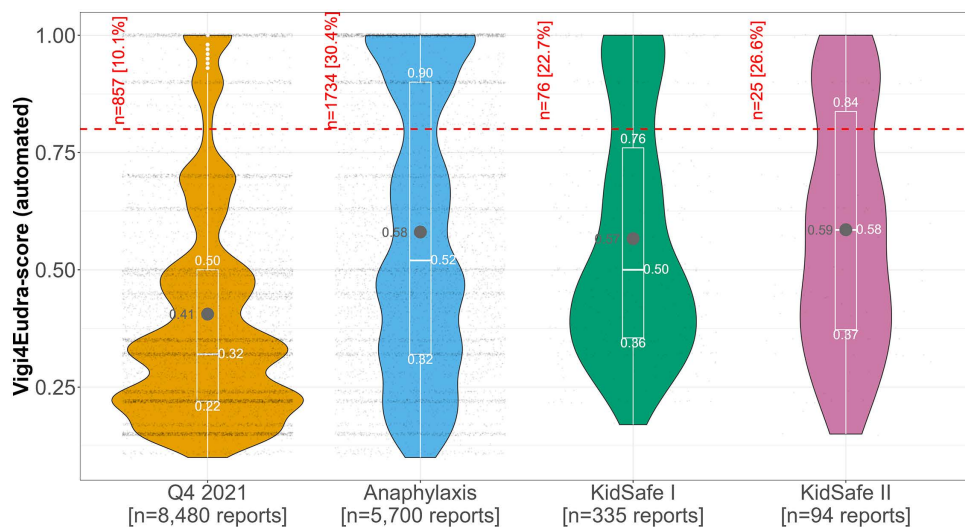 Vigi4Eudra-score (automated)
1.00
0.75
0.50
0.25
n=857 [10.1%]
n=1734 [30.4%]
n=76 [22.7%]
n=25 [26.6%]
0.50
0.41
0.32
0.22
0.90
0.58
0.52
0.32
0.76
0.57
0.50
0.36
0.84
0.59
0.58
0.37
Q4 2021
[n=8,480 reports]
Anaphylaxis
[n=5,700 reports]
KidSafe I
[n=335 reports]
KidSafe II
[n=94 reports]